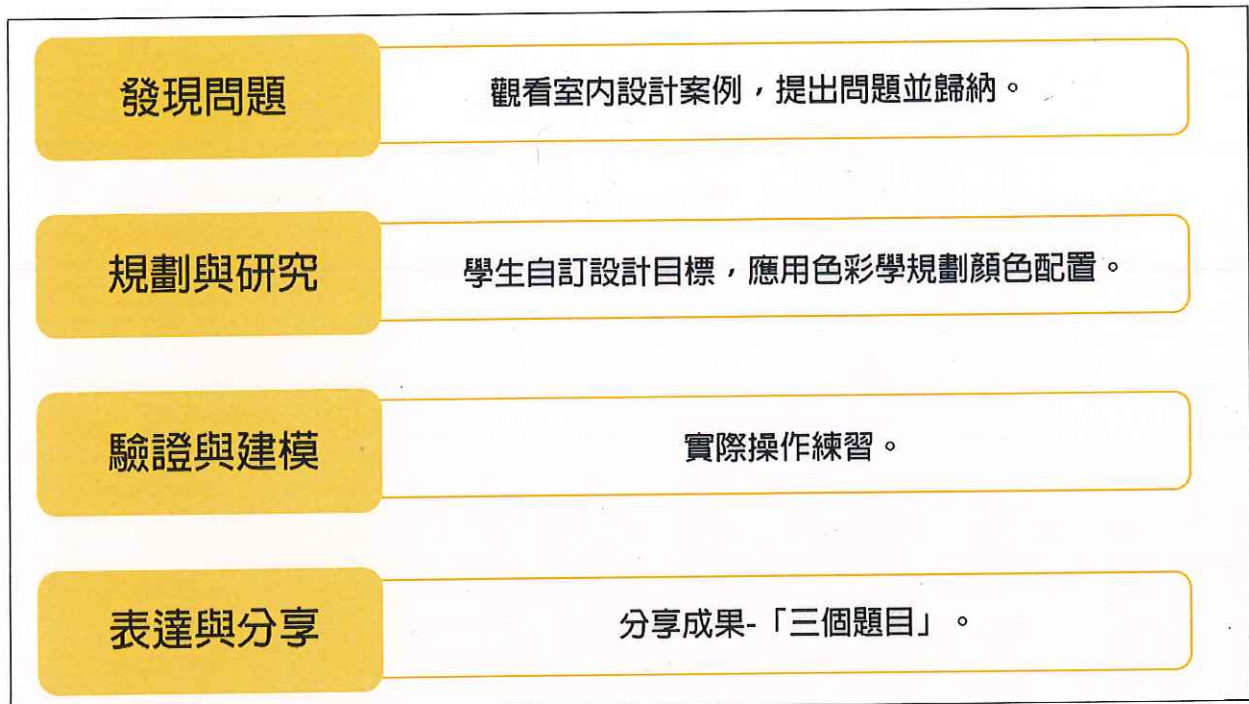 發現問題
觀看室内設計案例，提出問題並歸納。
規劃與研究
學生自訂設計目標，應用色彩學規劃顏色配置。
驗證與建模
實際操作練習。
表達與分享
分享成果-「三個題目」。